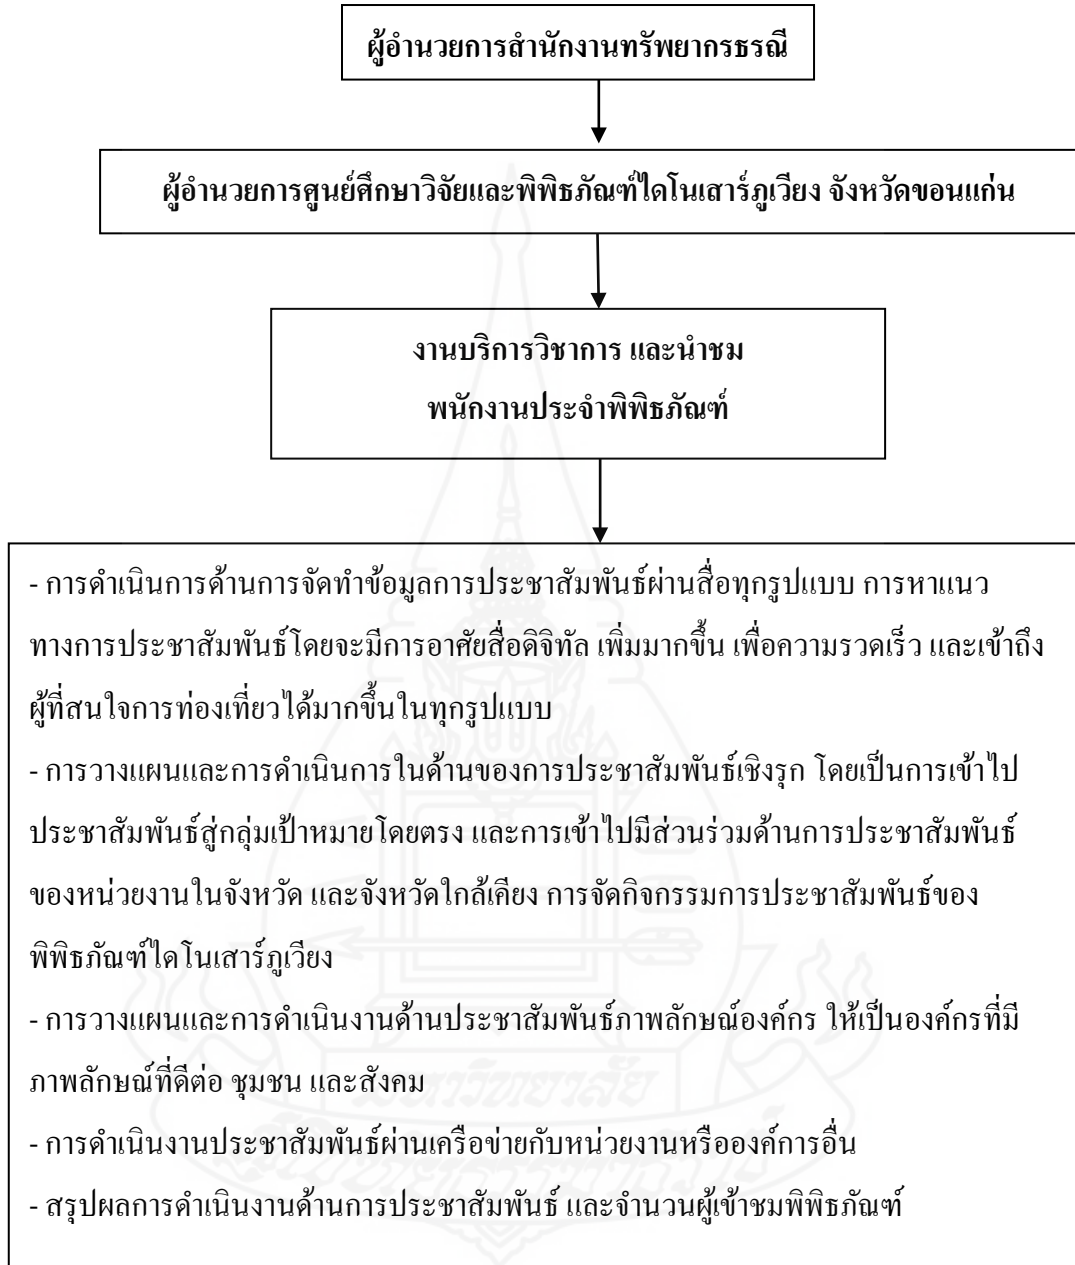 ผู้อำนวยการสำนักงานทรัพยากรธรณี
ผู้อำนวยการศูนย์ศึกษาวิจัยและพิพิธภัณฑ์ไดโนเสาร์ภูเวียง จังหวัดขอนแก่น
งานบริการวิชาการ และนำชม
พนักงานประจำพิพิธภัณฑ์
- การดำเนินการด้านการจัดทำข้อมูลการประชาสัมพันธ์ผ่านสื่อทุกรูปแบบ การหาแนว
ทางการประชาสัมพันธ์โดยจะมีการอาศัยสื่อดิจิทัล เพิ่มมากขึ้น เพื่อความรวดเร็ว และเข้าถึง
ผู้ที่สนใจการท่องเที่ยวได้มากขึ้นในทุกรูปแบบ
- การวางแผนและการดำเนินการในด้านของการประชาสัมพันธ์เชิงรุก โดยเป็นการเข้าไป
ประชาสัมพันธ์สู่กลุ่มเป้าหมายโดยตรง และการเข้าไปมีส่วนร่วมด้านการประชาสัมพันธ์
ของหน่วยงานในจังหวัด และจังหวัดใกล้เคียง การจัดกิจกรรมการประชาสัมพันธ์ของ
พิพิธภัณฑ์ไดโนเสาร์ภูเวียง
- การวางแผนและการดำเนินงานด้านประชาสัมพันธ์ภาพลักษณ์องค์กร ให้เป็นองค์กรที่มี
ภาพลักษณ์ที่ดีต่อ ชุมชน และสังคม
- การดำเนินงานประชาสัมพันธ์ผ่านเครือข่ายกับหน่วยงานหรือองค์การอื่น
- สรุปผลการดำเนินงานด้านการประชาสัมพันธ์ และจำนวนผู้เข้าชมพิพิธภัณฑ์
มหาวิทยาลัย
สุโขทัยธรรมาธิราช